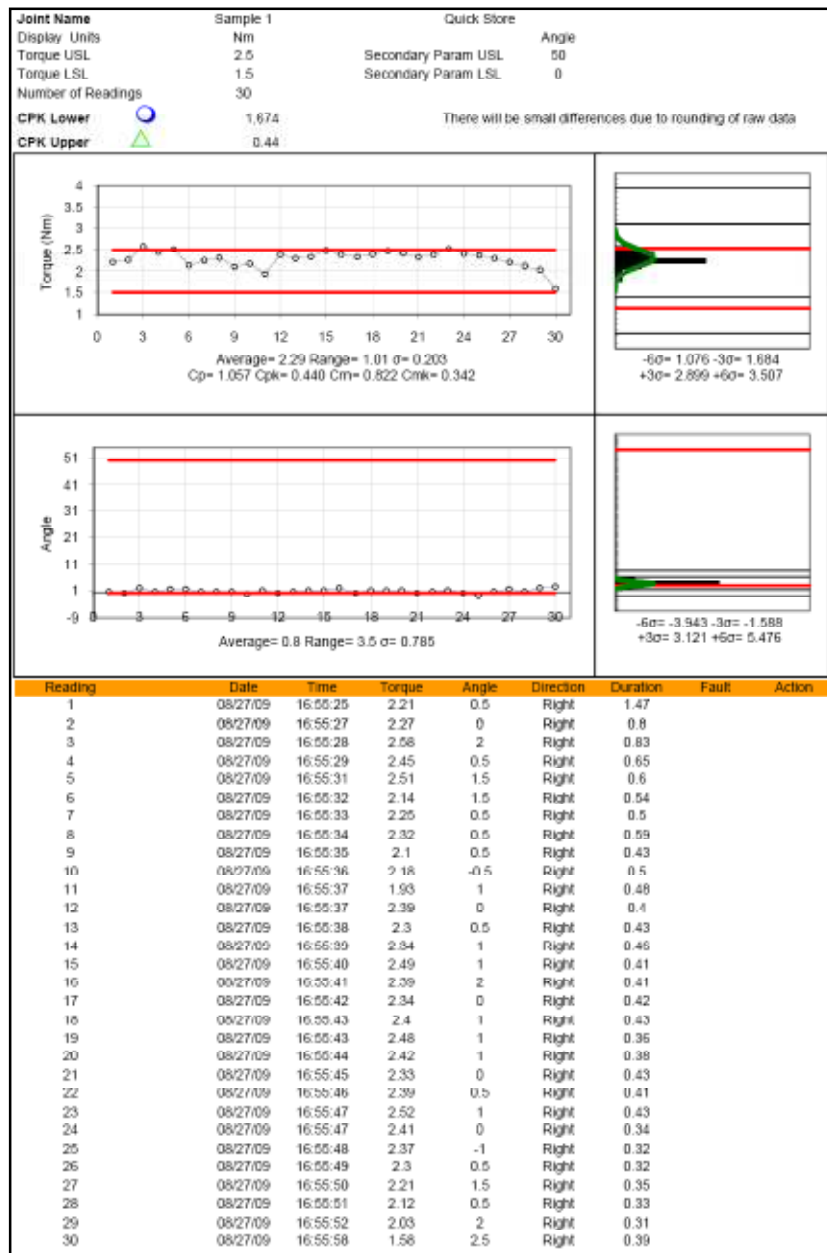 Joint Name Sample 1 Quick Store
Display Units Nm Angle
Torque USL 2.5 Secondary Param USL 50
Torque LSL 1.5 Secondary Param LSL 0
Number of Readings 30
CPK Lower 1.674 There will be small differences due to rounding of raw data
CPK Upper 0.44
Torque (Nm)
4
3.5
3
2.5
2
1.5
1
0 3 6 9 12 15 18 21 24 27 30
Average= 2.29 Range= 1.01 σ= 0.203
Cp= 1.057 Cpk= 0.440 Cm= 0.822 Cmk= 0.342
-6σ= 1.076 -3σ= 1.684
+3σ= 2.899 +6σ= 3.507
Angle
51
41
31
21
11
1
-9
0 3 6 9 12 15 18 21 24 27 30
Average= 0.8 Range= 3.5 σ= 0.785
-6σ= -3.943 -3σ= -1.588
+3σ= 3.121 +6σ= 5.476
Reading Date Time Torque Angle Direction Duration Fault Action
1 08/27/09 16:55:25 2.21 0.5 Right 1.47
2 08/27/09 16:55:27 2.27 0 Right 0.8
3 08/27/09 16:55:28 2.58 2 Right 0.83
4 08/27/09 16:55:29 2.45 0.5 Right 0.65
5 08/27/09 16:55:31 2.51 1.5 Right 0.6
6 08/27/09 16:55:32 2.14 1.5 Right 0.54
7 08/27/09 16:55:33 2.25 0.5 Right 0.5
8 08/27/09 16:55:34 2.32 0.5 Right 0.59
9 08/27/09 16:55:35 2.1 0.5 Right 0.43
10 08/27/09 16:55:36 2.18 -0.5 Right 0.5
11 08/27/09 16:55:37 1.93 1 Right 0.48
12 08/27/09 16:55:37 2.39 0 Right 0.4
13 08/27/09 16:55:38 2.3 0.5 Right 0.43
14 08/27/09 16:55:39 2.34 1 Right 0.46
15 08/27/09 16:55:40 2.49 1 Right 0.41
16 08/27/09 16:55:41 2.39 2 Right 0.41
17 08/27/09 16:55:42 2.34 0 Right 0.42
18 08/27/09 16:55:43 2.4 1 Right 0.43
19 08/27/09 16:55:43 2.48 1 Right 0.36
20 08/27/09 16:55:44 2.42 1 Right 0.38
21 08/27/09 16:55:45 2.33 0 Right 0.43
22 08/27/09 16:55:46 2.39 0.5 Right 0.41
23 08/27/09 16:55:47 2.52 1 Right 0.43
24 08/27/09 16:55:47 2.41 0 Right 0.34
25 08/27/09 16:55:48 2.37 -1 Right 0.32
26 08/27/09 16:55:49 2.3 0.5 Right 0.32
27 08/27/09 16:55:50 2.21 1.5 Right 0.35
28 08/27/09 16:55:51 2.12 0.5 Right 0.33
29 08/27/09 16:55:52 2.03 2 Right 0.31
30 08/27/09 16:55:58 1.58 2.5 Right 0.39